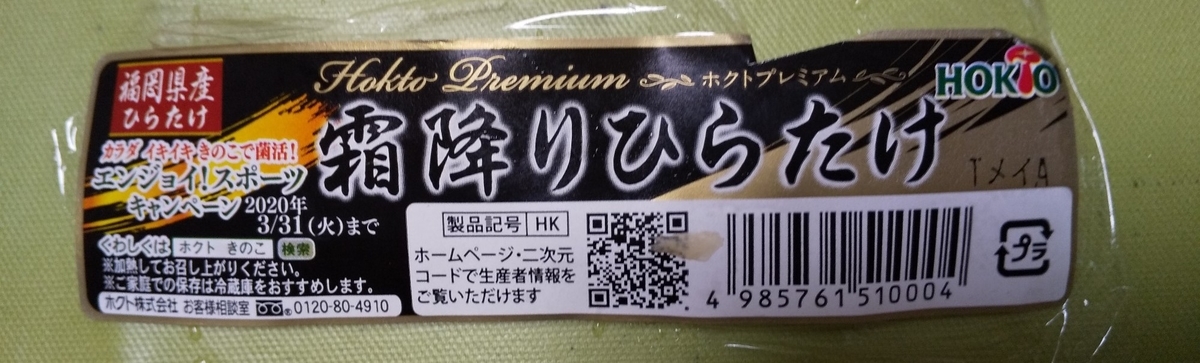 福岡県産
ひらたけ
Hokto Premium
ホクトプレミアム
HOKTO
霜降りひらたけ
カラダ イキイキ きのこで菌活!
エンジョイ!スポーツ
キャンペーン 2020年
3/31(火)まで
くわしくは ホクト きのこ 検索
※加熱してお召し上がりください。
※ご家庭での保存は冷蔵庫をおすすめします。
ホクト株式会社 お客様相談室 0120-80-4910
製品記号 HK
ホームページ・二次元
コードで生産者情報を
ご覧いただけます
4 985761 510004
TメイA
プラ